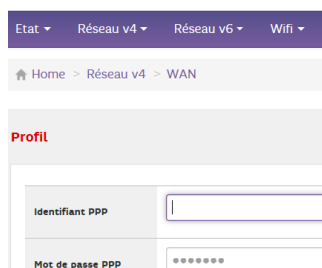 Etat Réseau v4 Réseau v6 Wifi
Home > Réseau v4 > WAN
Profil
Identifiant PPP
Mot de passe PPP